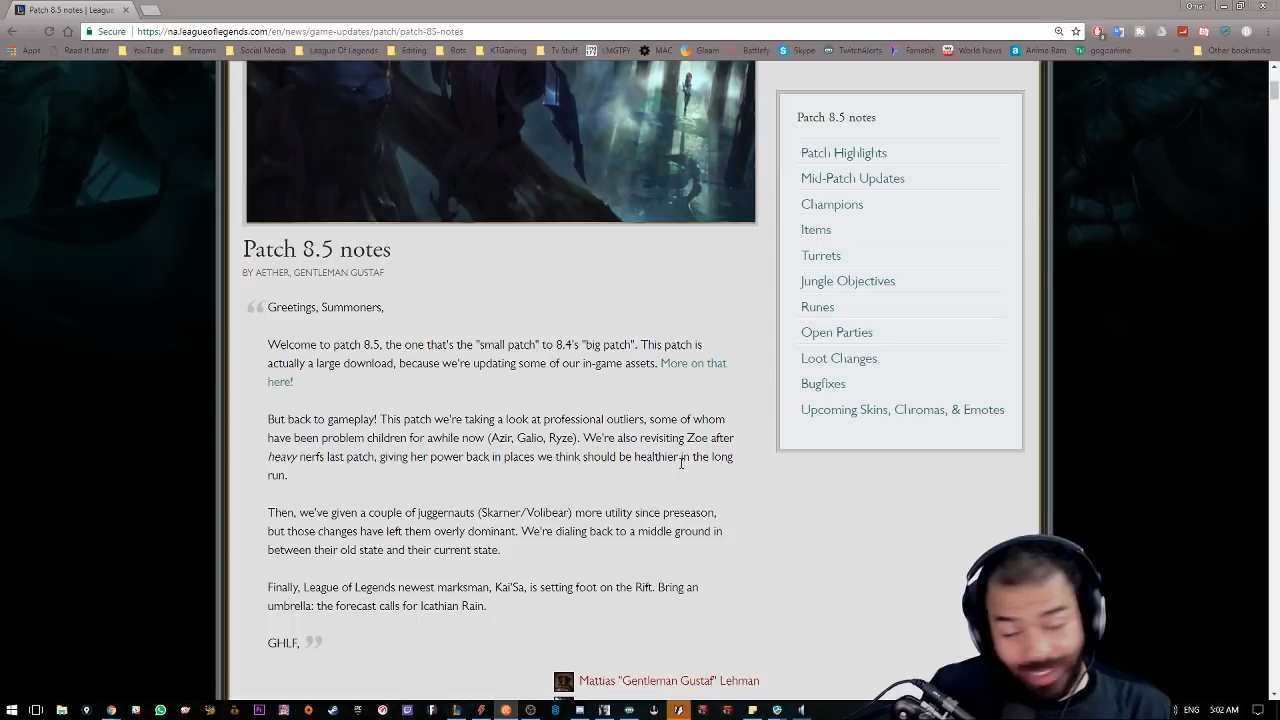 Patch 8.5 notes | League
Omar
Secure
https://na.leagueoflegends.com/en/news/game-updates/patch/patch-85-notes
Apps
Read It Later
YouTube
Streams
Social Media
League Of Legends
Editing
Bots
KTGaming
Tv Stuff
LMGTFY
MAC
Gleam
Battlefy
Skype
TwitchAlerts
Famebit
World News
Anime Bam
gogoanime
Other bookmarks
Patch 8.5 notes
Patch Highlights
Mid-Patch Updates
Champions
Items
Turrets
Jungle Objectives
Runes
Open Parties
Loot Changes
Bugfixes
Upcoming Skins, Chromas, & Emotes
Patch 8.5 notes
BY AETHER, GENTLEMAN GUSTAF
“ Greetings, Summoners,
Welcome to patch 8.5, the one that's the "small patch" to 8.4's "big patch". This patch is
actually a large download, because we're updating some of our in-game assets. More on that
here!
But back to gameplay! This patch we're taking a look at professional outliers, some of whom
have been problem children for awhile now (Azir, Galio, Ryze). We're also revisiting Zoe after
heavy nerfs last patch, giving her power back in places we think should be healthier in the long
run.
Then, we've given a couple of juggernauts (Skarner/Volibear) more utility since preseason,
but those changes have left them overly dominant. We're dialing back to a middle ground in
between their old state and their current state.
Finally, League of Legends newest marksman, Kai'Sa, is setting foot on the Rift. Bring an
umbrella: the forecast calls for Icathian Rain.
GHLF, ”
Mattias "Gentleman Gustaf" Lehman
ENG
5:02 AM